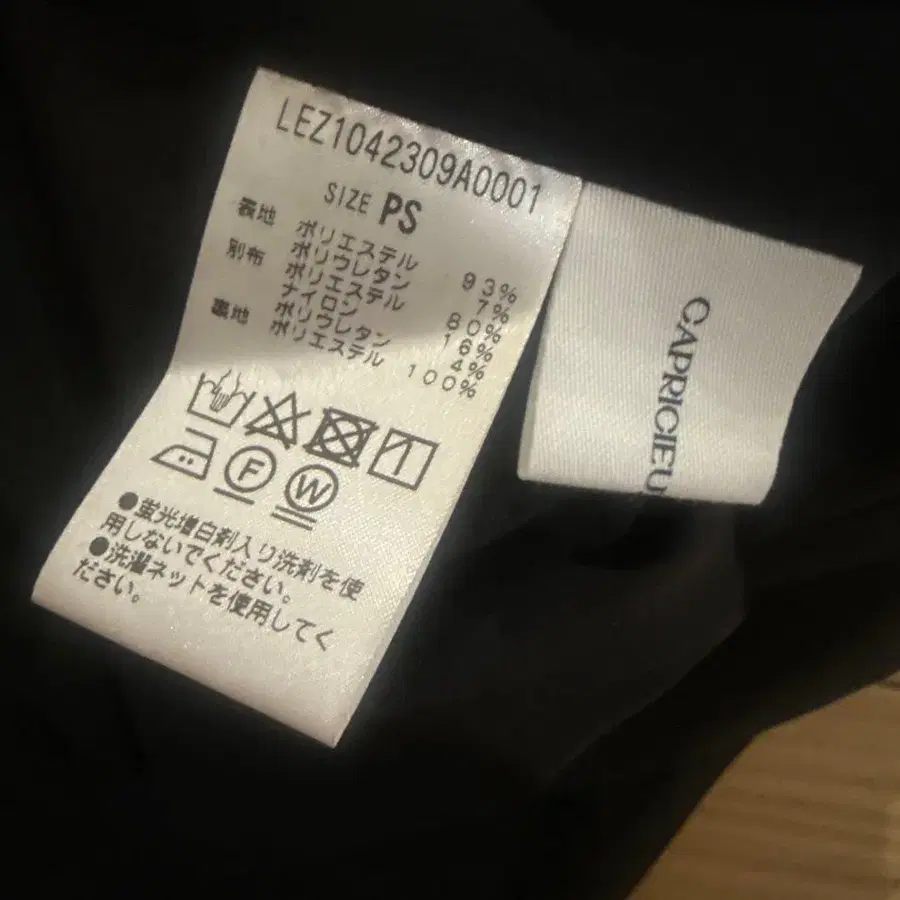 LEZ1042309A0001
SIZE PS
表地 ポリエステル 93%
ポリウレタン 7%
別布 ポリエステル 80%
ナイロン 16%
ポリウレタン 4%
裏地 ポリエステル 100%
F W
●蛍光増白剤入り洗剤を使
用しないでください。
●洗濯ネットを使用してく
ださい。
CAPRICIEU